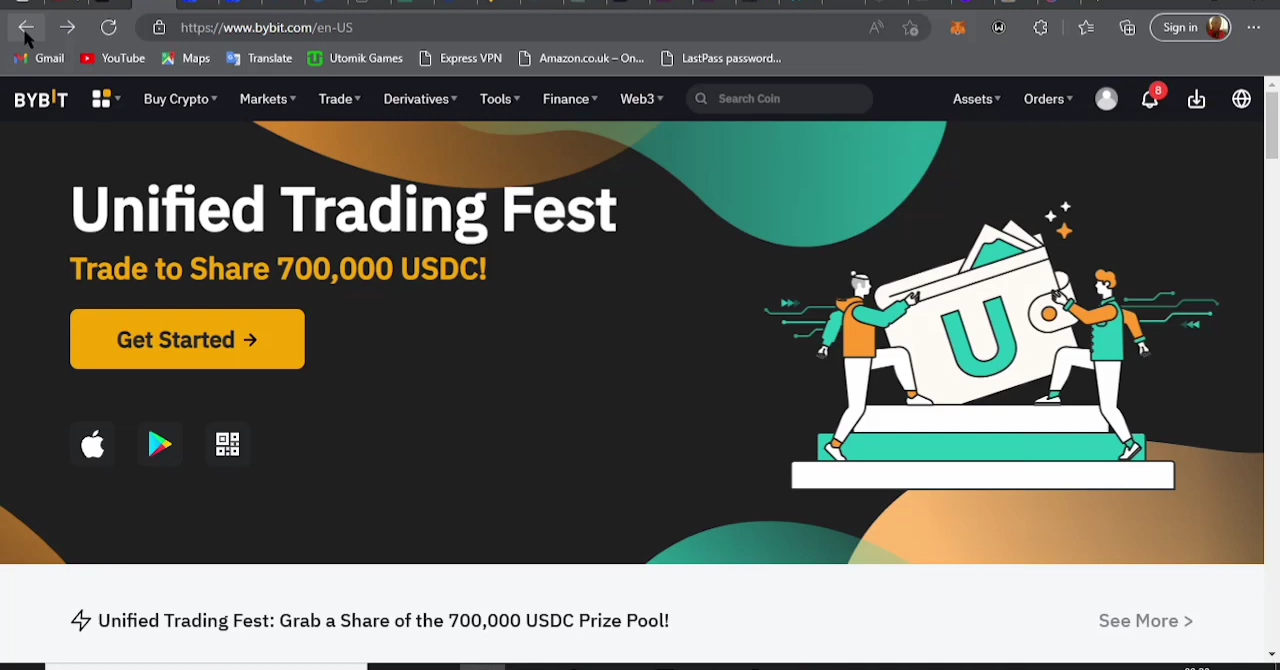 https://www.bybit.com/en-US
Sign in
Gmail
YouTube
Maps
Translate
Utomik Games
Express VPN
Amazon.co.uk – On...
LastPass password...
BYBIT
Buy Crypto
Markets
Trade
Derivatives
Tools
Finance
Web3
Search Coin
Assets
Orders
8
Unified Trading Fest
Trade to Share 700,000 USDC!
Get Started →
U
Unified Trading Fest: Grab a Share of the 700,000 USDC Prize Pool!
See More >